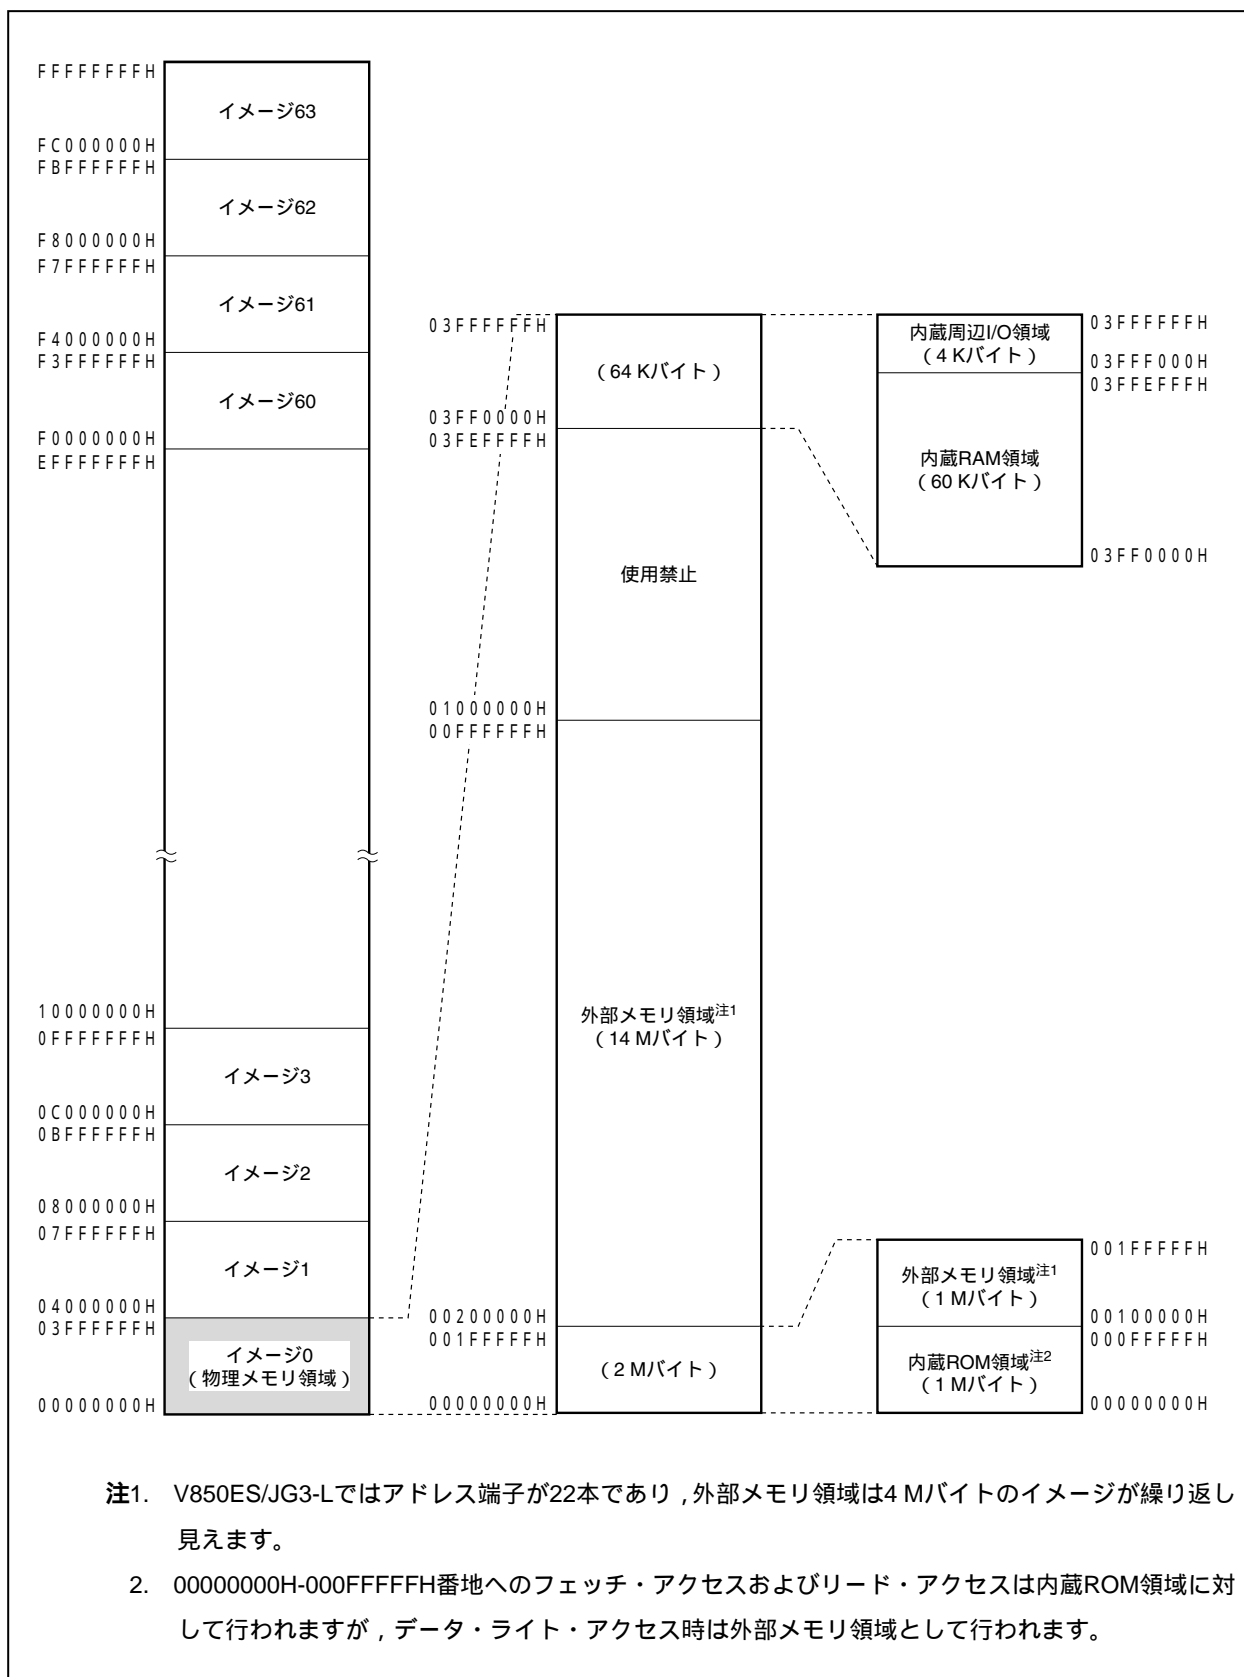 FFFFFFFFH
イメージ63
FC000000H
FBFFFFFFH
イメージ62
F8000000H
F7FFFFFFH
イメージ61
F4000000H
F3FFFFFFH
イメージ60
F0000000H
EFFFFFFFH
10000000H
0FFFFFFFH
イメージ3
0C000000H
0BFFFFFFH
イメージ2
08000000H
07FFFFFFH
イメージ1
04000000H
03FFFFFFH
イメージ0
(物理メモリ領域)
00000000H
03FFFFFFH
(64 Kバイト)
03FF0000H
03FEFFFFH
使用禁止
01000000H
00FFFFFFH
外部メモリ領域注1
(14 Mバイト)
00200000H
001FFFFFH
(2 Mバイト)
00000000H
内蔵周辺I/O領域
(4 Kバイト)
03FFFFFFH
03FFF000H
03FFEFFFH
内蔵RAM領域
(60 Kバイト)
03FF0000H
001FFFFFH
外部メモリ領域注1
(1 Mバイト)
00100000H
000FFFFFH
内蔵ROM領域注2
(1 Mバイト)
00000000H
注1. V850ES/JG3-Lではアドレス端子が22本であり,外部メモリ領域は4 Mバイトのイメージが繰り返し
見えます。
2. 00000000H-000FFFFFH番地へのフェッチ・アクセスおよびリード・アクセスは内蔵ROM領域に対
して行われますが,データ・ライト・アクセス時は外部メモリ領域として行われます。